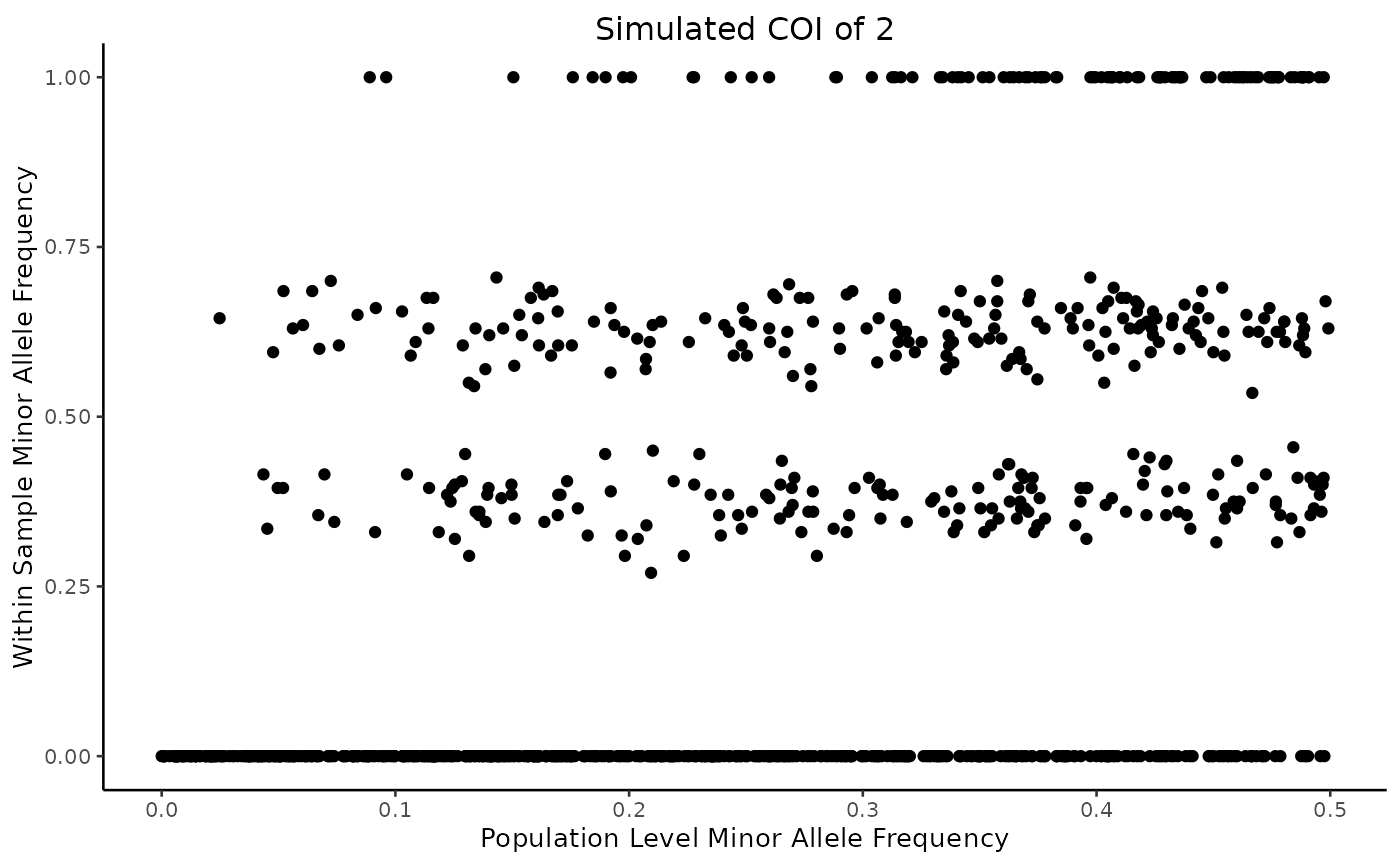 Simulated COI of 2
Within Sample Minor Allele Frequency
1.00
0.75
0.50
0.25
0.00
0.0 0.1 0.2 0.3 0.4 0.5
Population Level Minor Allele Frequency